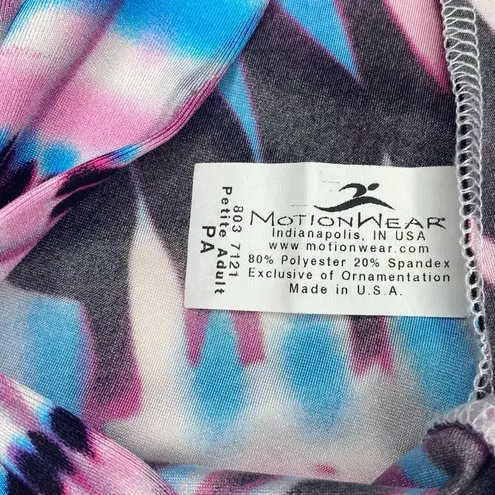 MOTIONWEAR®
Indianapolis, IN USA
www.motionwear.com
80% Polyester 20% Spandex
Exclusive of Ornamentation
Made in U.S.A.
803 7121
Petite Adult
PA